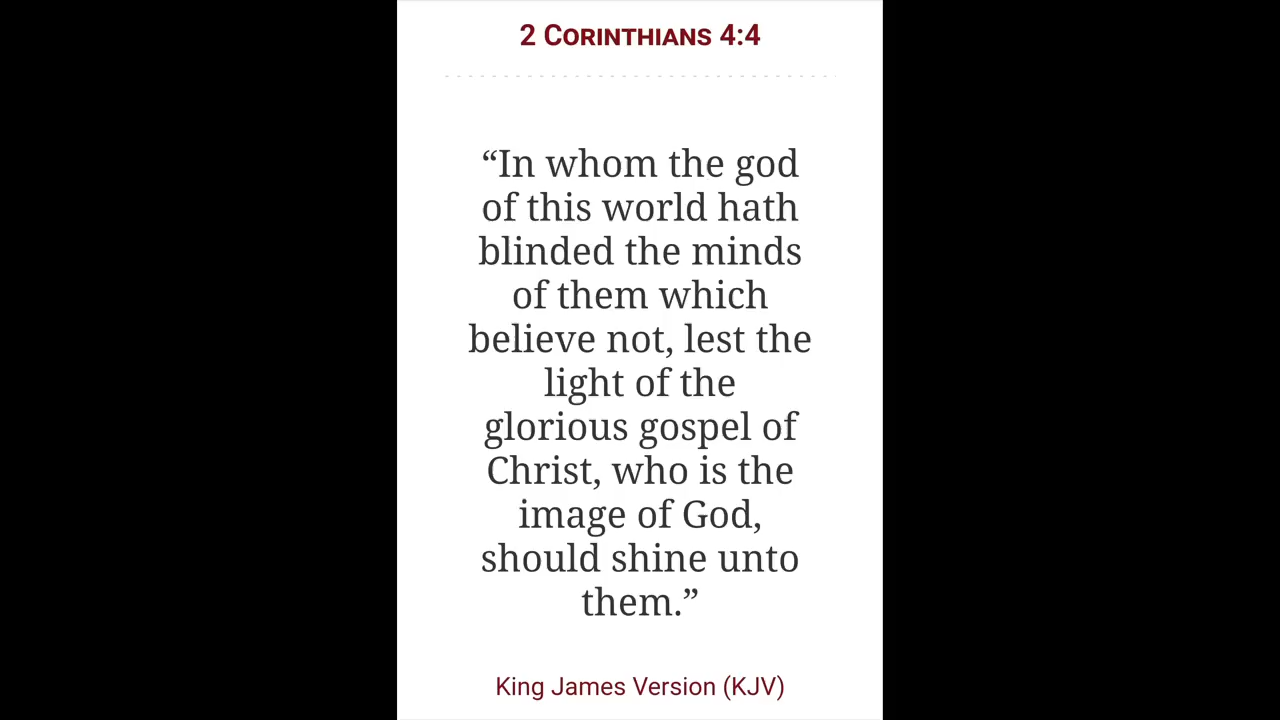 2 Corinthians 4:4
“In whom the god
of this world hath
blinded the minds
of them which
believe not, lest the
light of the
glorious gospel of
Christ, who is the
image of God,
should shine unto
them.”
King James Version (KJV)